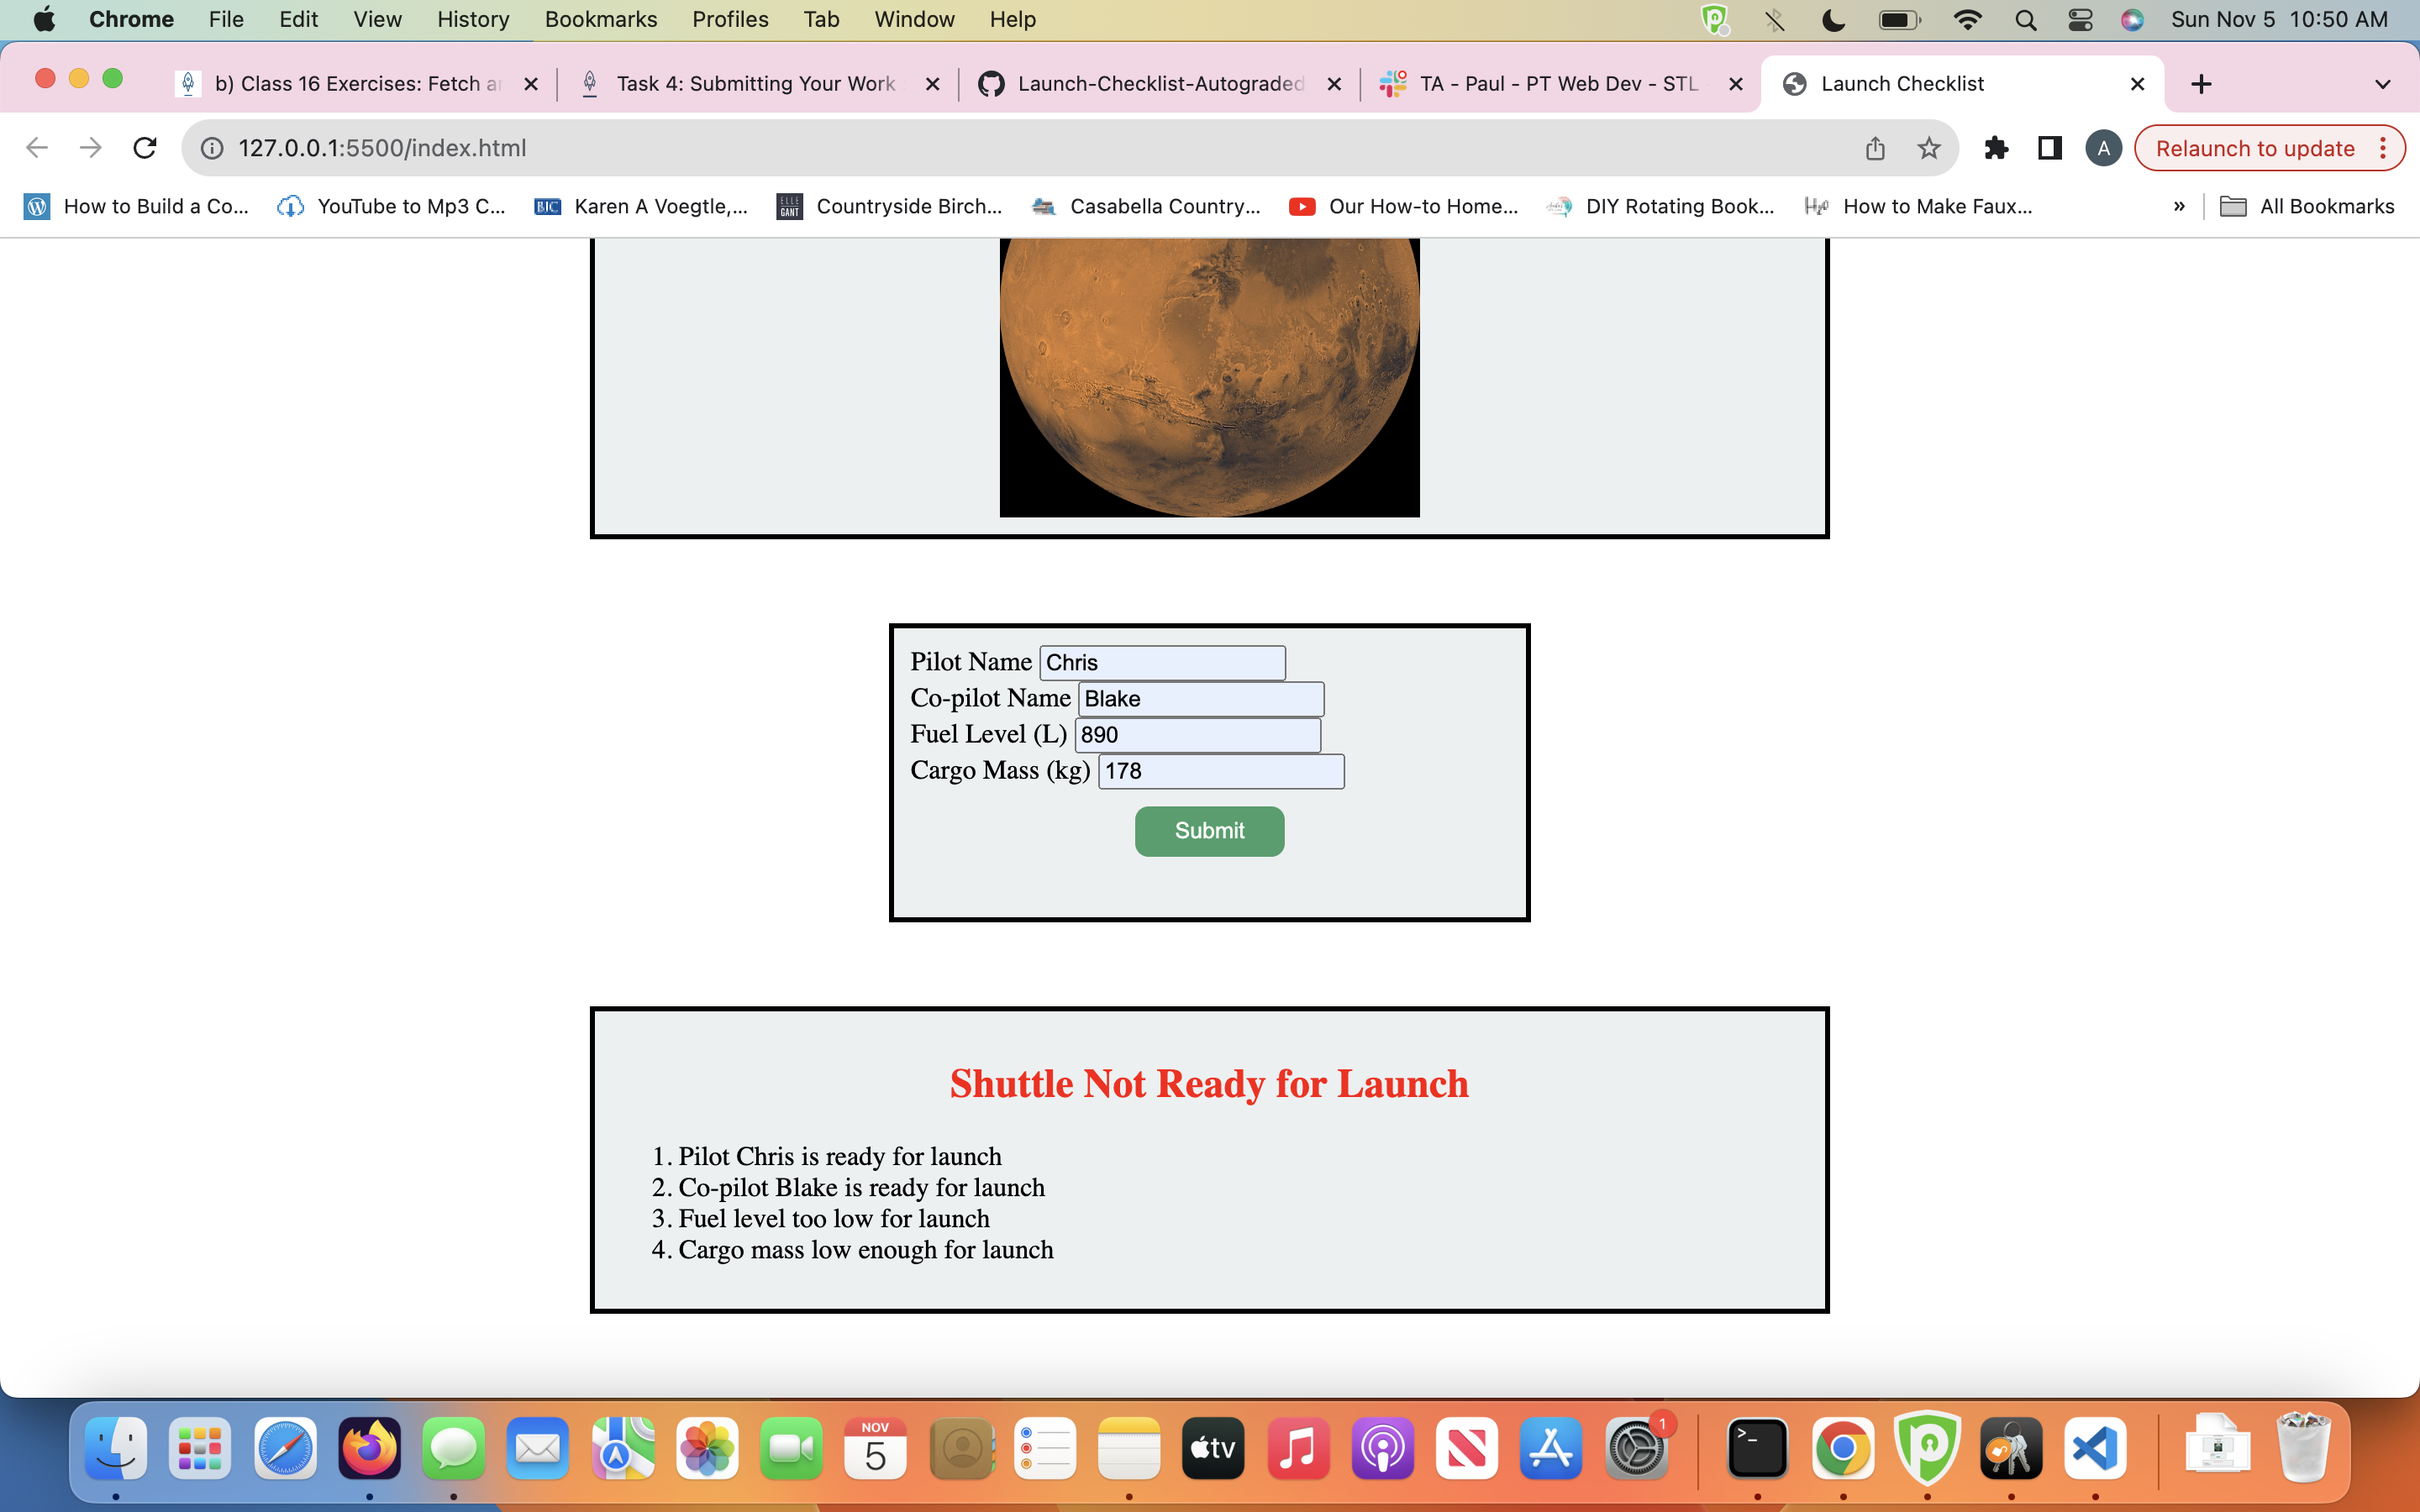 Chrome File Edit View History Bookmarks Profiles Tab Window Help Sun Nov 5 10:50 AM
b) Class 16 Exercises: Fetch ar Task 4: Submitting Your Work Launch-Checklist-Autograded TA - Paul - PT Web Dev - STL Launch Checklist
127.0.0.1:5500/index.html A Relaunch to update
How to Build a Co... YouTube to Mp3 C... BIC Karen A Voegtle,... ELLE GANT Countryside Birch... Casabella Country... Our How-to Home... DIY Rotating Book... How to Make Faux... » All Bookmarks
Pilot Name Chris
Co-pilot Name Blake
Fuel Level (L) 890
Cargo Mass (kg) 178
Submit
Shuttle Not Ready for Launch
1. Pilot Chris is ready for launch
2. Co-pilot Blake is ready for launch
3. Fuel level too low for launch
4. Cargo mass low enough for launch
NOV
5
tv
1